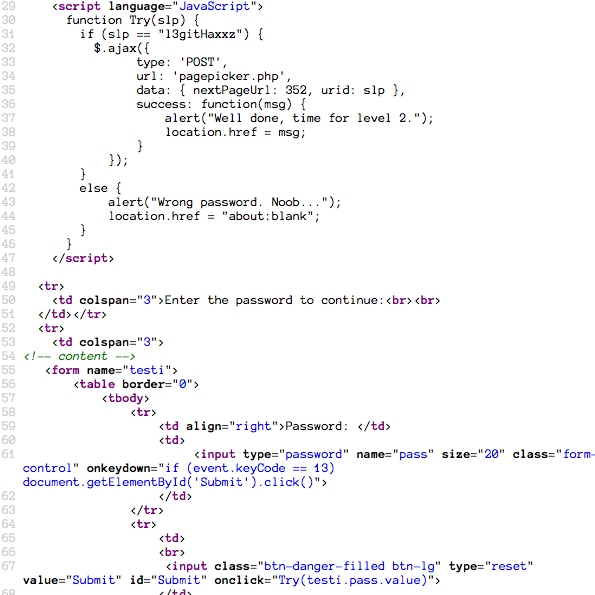 29 <script language="JavaScript">
30 function Try(slp) {
31 if (slp == "l3gitHaxxz") {
32 $.ajax({
33 type: 'POST',
34 url: 'pagepicker.php',
35 data: { nextPageUrl: 352, urid: slp },
36 success: function(msg) {
37 alert("Well done, time for level 2.");
38 location.href = msg;
39 }
40 });
41 }
42 else {
43 alert("Wrong password. Noob...");
44 location.href = "about:blank";
45 }
46 }
47 </script>
48
49 <tr>
50 <td colspan="3">Enter the password to continue:<br><br>
51 </td></tr>
52 <tr>
53 <td colspan="3">
54 <!-- content -->
55 <form name="testi">
56 <table border="0">
57 <tbody>
58 <tr>
59 <td align="right">Password: </td>
60 <td>
61 <input type="password" name="pass" size="20" class="form-
control" onkeydown="if (event.keyCode == 13)
document.getElementById('Submit').click()">
62 </td>
63 </tr>
64 <tr>
65 <td>
66 <br>
67 <input class="btn-danger-filled btn-lg" type="reset"
value="Submit" id="Submit" onclick="Try(testi.pass.value)">
68 </td>